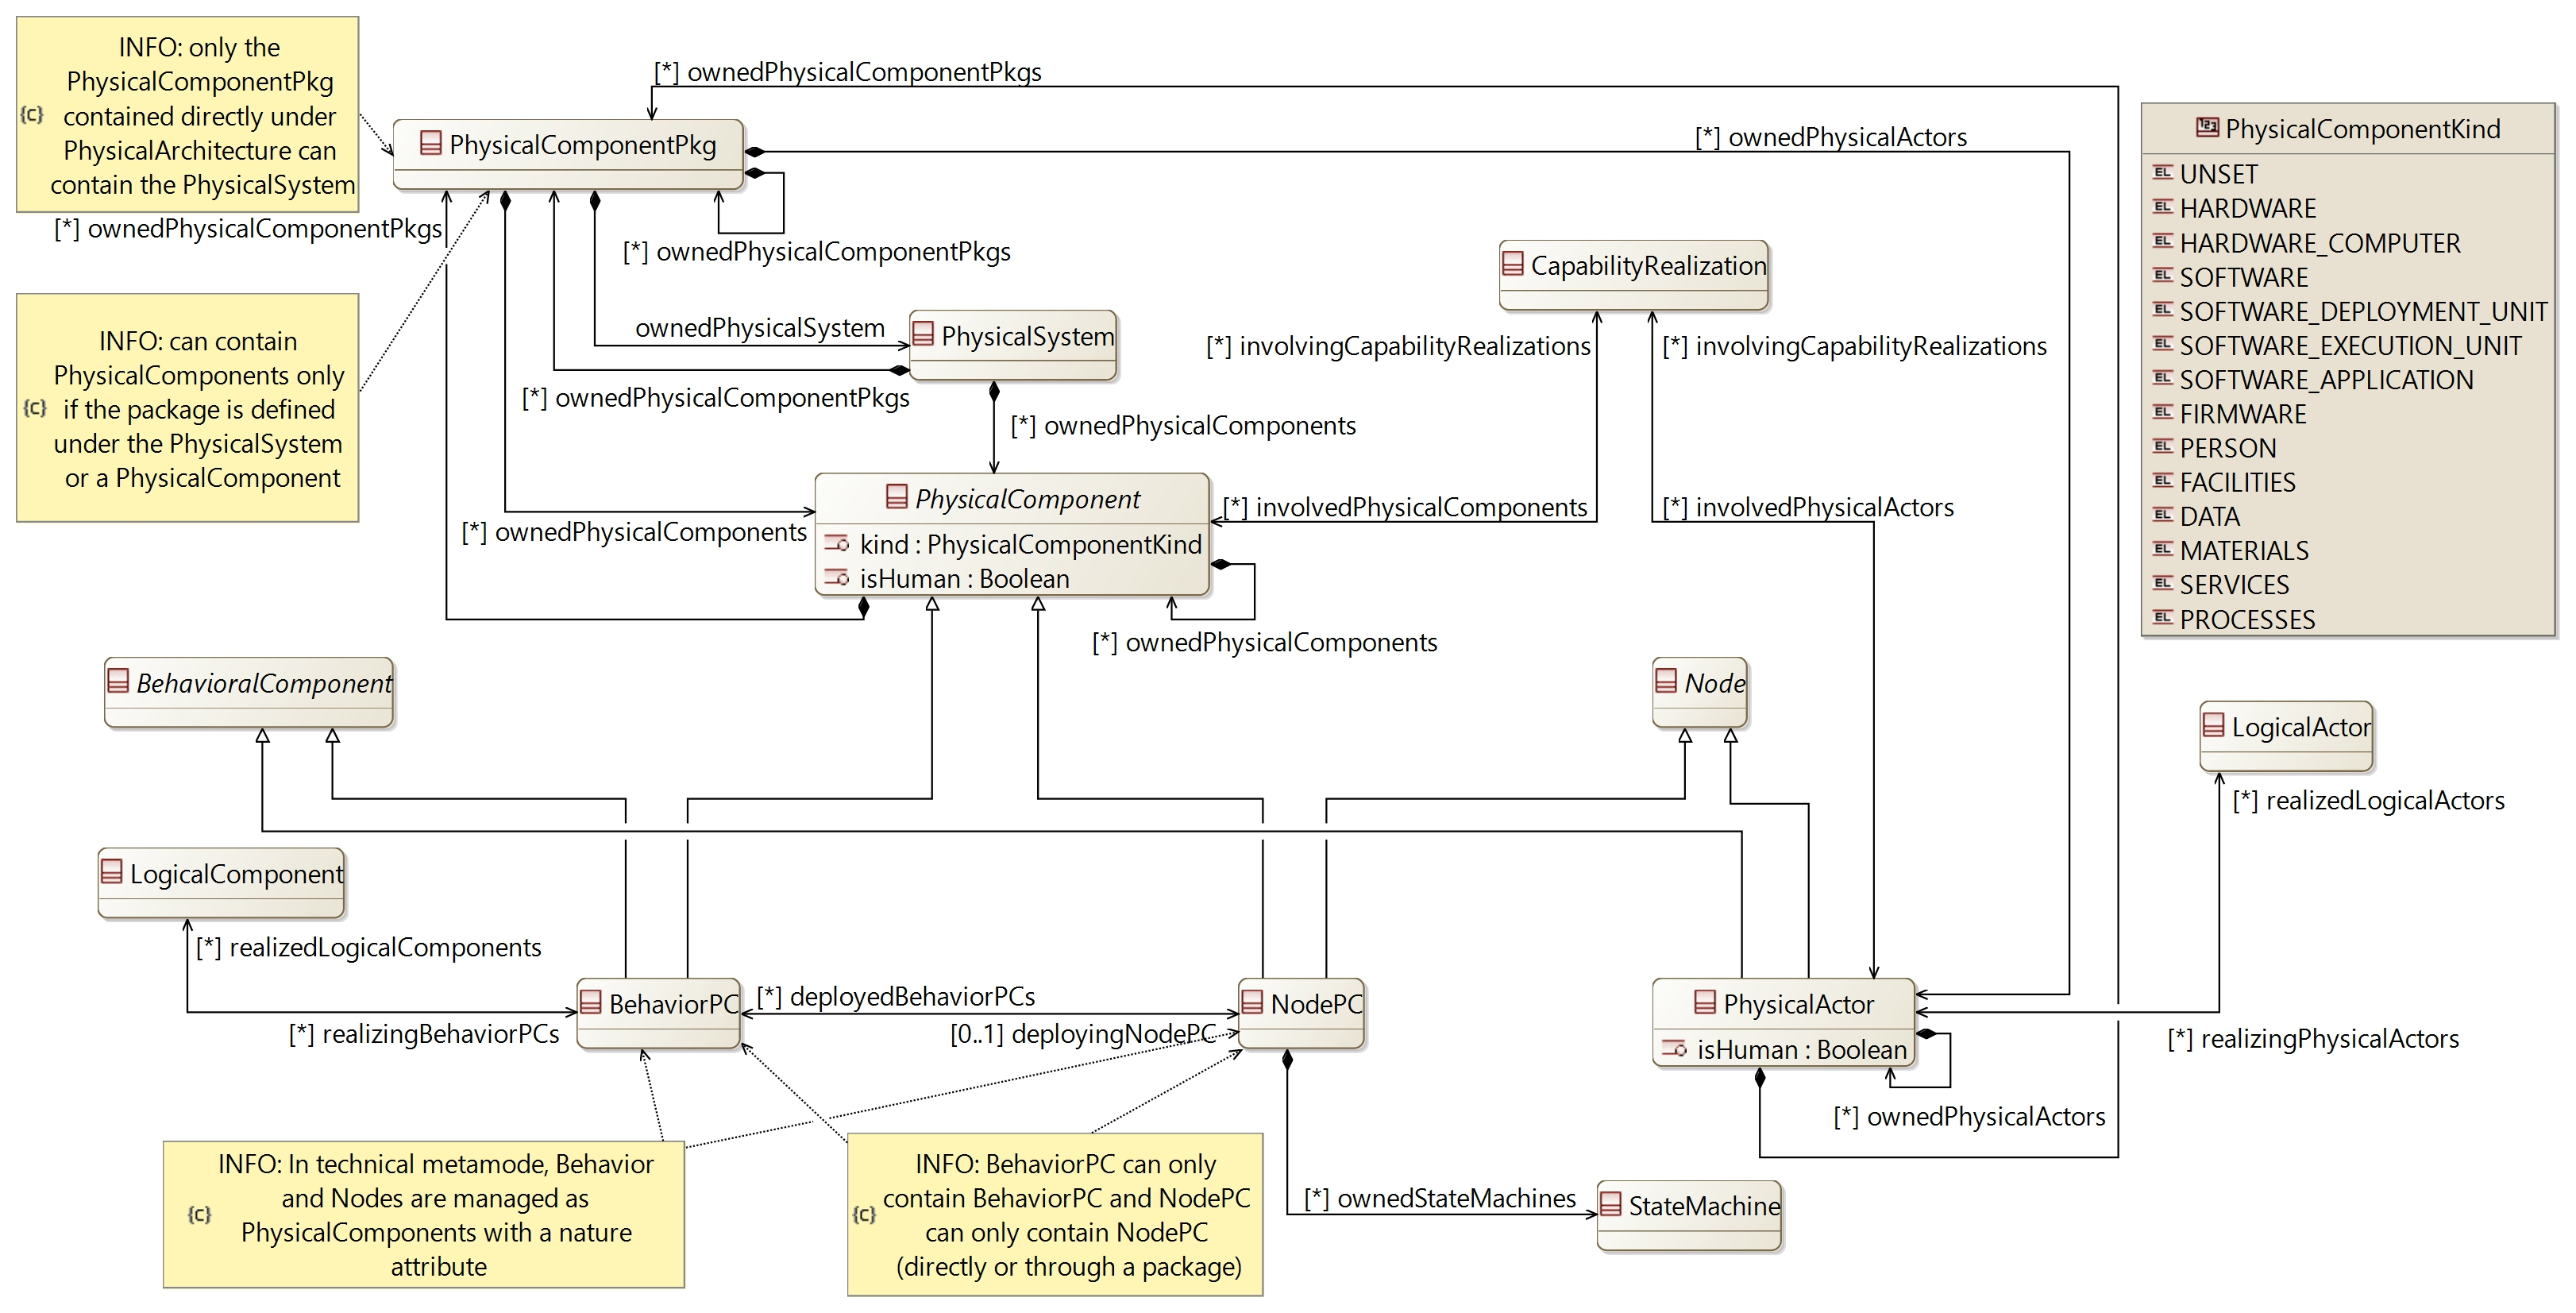 INFO: only the
PhysicalComponentPkg
contained directly under
PhysicalArchitecture can
contain the PhysicalSystem
{c}
[*] ownedPhysicalComponentPkgs
PhysicalComponentPkg
[*] ownedPhysicalActors
PhysicalComponentKind
UNSET
HARDWARE
HARDWARE_COMPUTER
SOFTWARE
SOFTWARE_DEPLOYMENT_UNIT
SOFTWARE_EXECUTION_UNIT
SOFTWARE_APPLICATION
FIRMWARE
PERSON
FACILITIES
DATA
MATERIALS
SERVICES
PROCESSES
[*] ownedPhysicalComponentPkgs
[*] ownedPhysicalComponentPkgs
CapabilityRealization
INFO: can contain
PhysicalComponents only
if the package is defined
under the PhysicalSystem
or a PhysicalComponent
{c}
ownedPhysicalSystem
PhysicalSystem
[*] involvingCapabilityRealizations
[*] involvingCapabilityRealizations
[*] ownedPhysicalComponentPkgs
[*] ownedPhysicalComponents
PhysicalComponent
kind : PhysicalComponentKind
isHuman : Boolean
[*] involvedPhysicalComponents
[*] involvedPhysicalActors
[*] ownedPhysicalComponents
[*] ownedPhysicalComponents
BehavioralComponent
Node
LogicalActor
[*] realizedLogicalActors
LogicalComponent
[*] realizedLogicalComponents
BehaviorPC
[*] deployedBehaviorPCs
NodePC
PhysicalActor
isHuman : Boolean
[*] realizingBehaviorPCs
[0..1] deployingNodePC
[*] realizingPhysicalActors
[*] ownedPhysicalActors
INFO: In technical metamode, Behavior
and Nodes are managed as
PhysicalComponents with a nature
attribute
{c}
INFO: BehaviorPC can only
contain BehaviorPC and NodePC
can only contain NodePC
(directly or through a package)
{c}
[*] ownedStateMachines
StateMachine